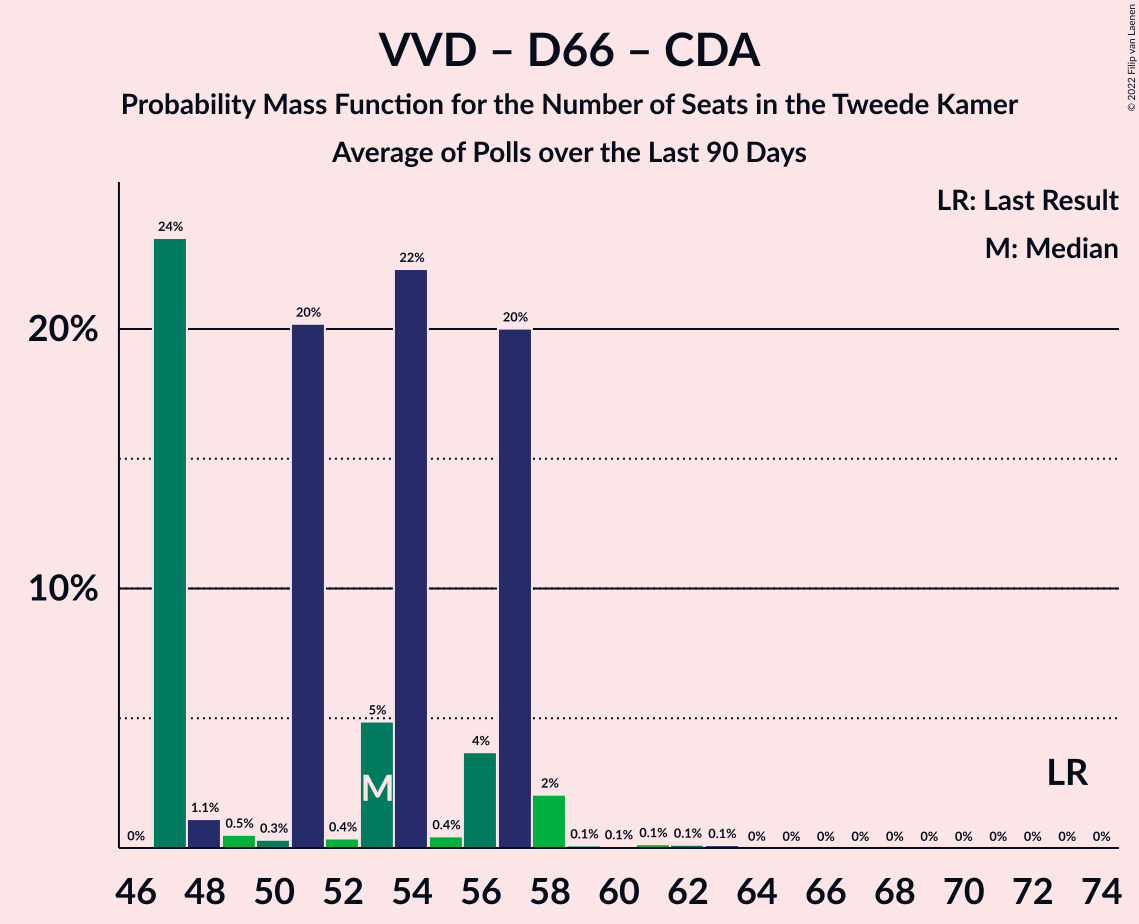 VVD – D66 – CDA
Probability Mass Function for the Number of Seats in the Tweede Kamer
Average of Polls over the Last 90 Days
© 2022 Filip van Laenen
LR: Last Result
M: Median
20%
10%
0% 24% 1.1% 0.5% 0.3% 20% 0.4% 5% 22% 0.4% 4% 20% 2% 0.1% 0.1% 0.1% 0.1% 0.1% 0% 0% 0% 0% 0% 0% 0% 0% 0% 0% 0%
M
LR
46 48 50 52 54 56 58 60 62 64 66 68 70 72 74